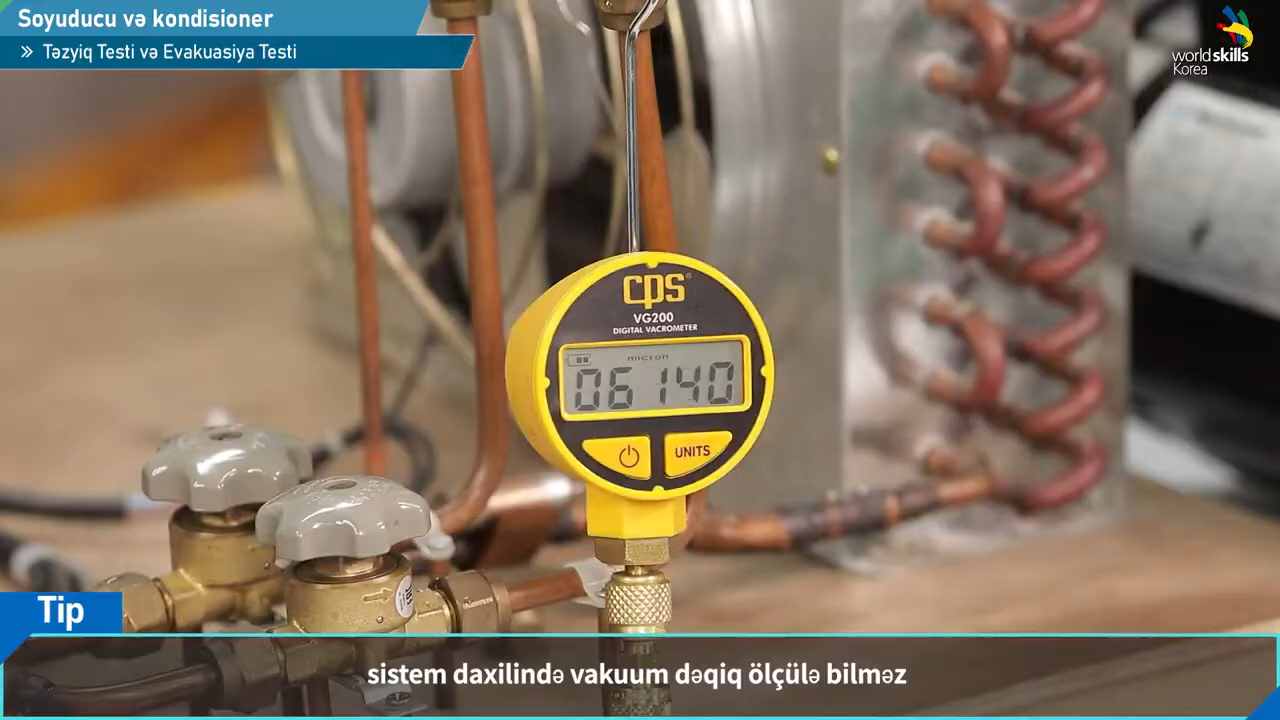 Soyuducu və kondisioner
» Təzyiq Testi və Evakuasiya Testi
worldskills
Korea
cps
VG200
DIGITAL VACROMETER
micron
06140
UNITS
Tip
sistem daxilində vakuum dəqiq ölçülə bilməz